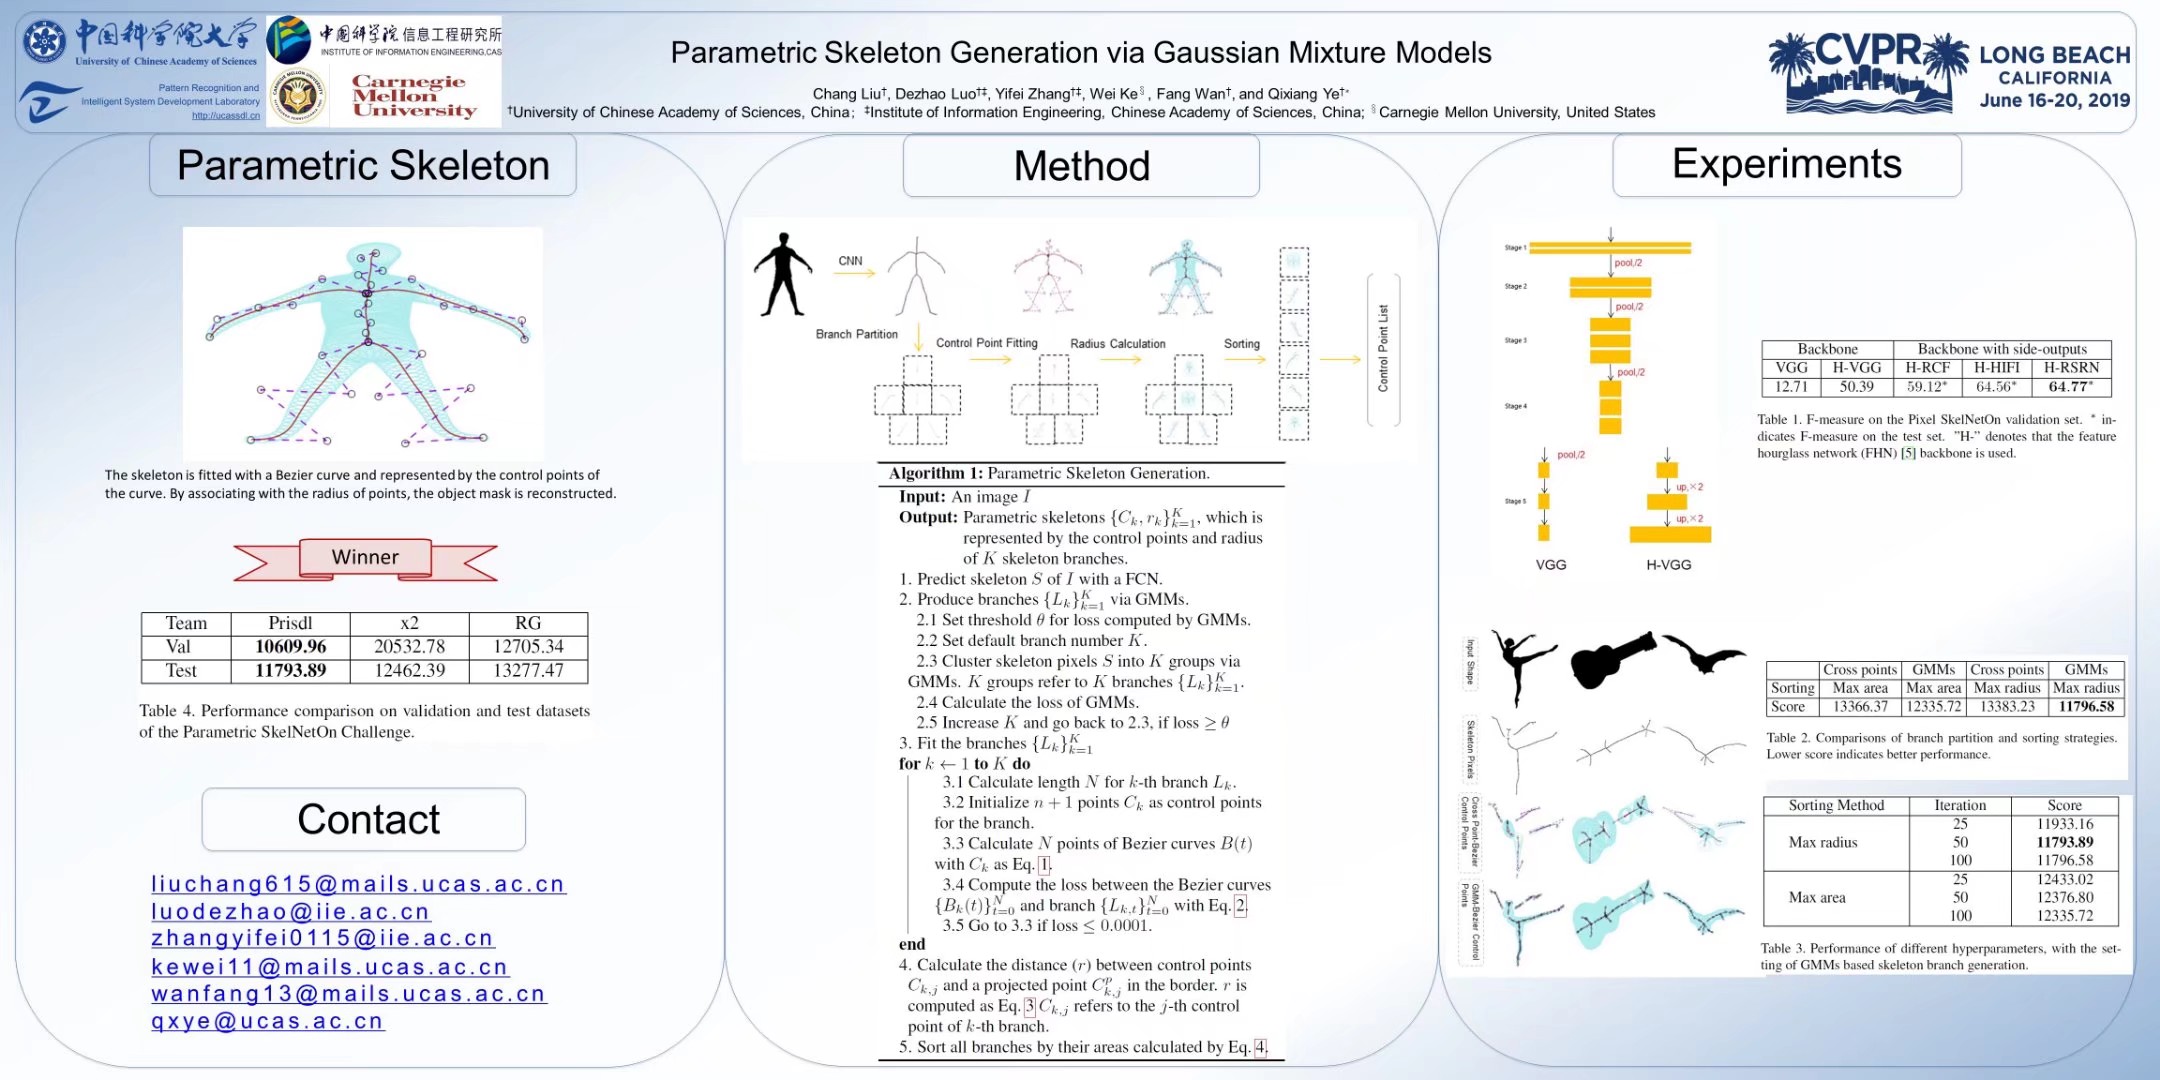 中国科学院大学
University of Chinese Academy of Sciences
中国科学院信息工程研究所
INSTITUTE OF INFORMATION ENGINEERING,CAS
Pattern Recognition and
Intelligent System Development Laboratory
http://ucassdl.cn
Carnegie
Mellon
University
Parametric Skeleton Generation via Gaussian Mixture Models
Chang Liu†, Dezhao Luo†‡, Yifei Zhang†‡, Wei Ke§, Fang Wan†, and Qixiang Ye†*
†University of Chinese Academy of Sciences, China; ‡Institute of Information Engineering, Chinese Academy of Sciences, China; §Carnegie Mellon University, United States
CVPR
LONG BEACH
CALIFORNIA
June 16-20, 2019
Parametric Skeleton
The skeleton is fitted with a Bezier curve and represented by the control points of
the curve. By associating with the radius of points, the object mask is reconstructed.
Winner
Team Prisdl x2 RG
Val 10609.96 20532.78 12705.34
Test 11793.89 12462.39 13277.47
Table 4. Performance comparison on validation and test datasets
of the Parametric SkelNetOn Challenge.
Contact
liuchang615@mails.ucas.ac.cn
luodezhao@iie.ac.cn
zhangyifei0115@iie.ac.cn
kewei11@mails.ucas.ac.cn
wanfang13@mails.ucas.ac.cn
qxye@ucas.ac.cn
Method
CNN
Branch Partition
Control Point Fitting
Radius Calculation
Sorting
Control Point List
Algorithm 1: Parametric Skeleton Generation.
Input: An image I
Output: Parametric skeletons {C_k, r_k}_{k=1}^K, which is
represented by the control points and radius
of K skeleton branches.
1. Predict skeleton S of I with a FCN.
2. Produce branches {L_k}_{k=1}^K via GMMs.
2.1 Set threshold θ for loss computed by GMMs.
2.2 Set default branch number K.
2.3 Cluster skeleton pixels S into K groups via
GMMs. K groups refer to K branches {L_k}_{k=1}^K.
2.4 Calculate the loss of GMMs.
2.5 Increase K and go back to 2.3, if loss ≥ θ
3. Fit the branches {L_k}_{k=1}^K
for k ← 1 to K do
3.1 Calculate length N for k-th branch L_k.
3.2 Initialize n + 1 points C_k as control points
for the branch.
3.3 Calculate N points of Bezier curves B(t)
with C_k as Eq. 1.
3.4 Compute the loss between the Bezier curves
{B_k(t)}_{t=0}^N and branch {L_{k,t}}_{t=0}^N with Eq. 2.
3.5 Go to 3.3 if loss ≤ 0.0001.
end
4. Calculate the distance (r) between control points
C_{k,j} and a projected point C_{k,j}^p in the border. r is
computed as Eq. 3 C_{k,j} refers to the j-th control
point of k-th branch.
5. Sort all branches by their areas calculated by Eq. 4.
Experiments
Stage 1
pool,/2
Stage 2
pool,/2
Stage 3
pool,/2
Stage 4
pool,/2
Stage 5
up,×2
up,×2
VGG
H-VGG
Backbone Backbone with side-outputs
VGG H-VGG H-RCF H-HIFI H-RSRN
12.71 50.39 59.12* 64.56* 64.77*
Table 1. F-measure on the Pixel SkelNetOn validation set. * in-
dicates F-measure on the test set. "H-" denotes that the feature
hourglass network (FHN) [5] backbone is used.
Input Shape
Skeleton Pixels
Cross Point-Bezier
Control Points
GMM-Bezier Control
Points
Cross points GMMs Cross points GMMs
Sorting Max area Max area Max radius Max radius
Score 13366.37 12335.72 13383.23 11796.58
Table 2. Comparisons of branch partition and sorting strategies.
Lower score indicates better performance.
Sorting Method Iteration Score
25 11933.16
Max radius 50 11793.89
100 11796.58
25 12433.02
Max area 50 12376.80
100 12335.72
Table 3. Performance of different hyperparameters, with the set-
ting of GMMs based skeleton branch generation.